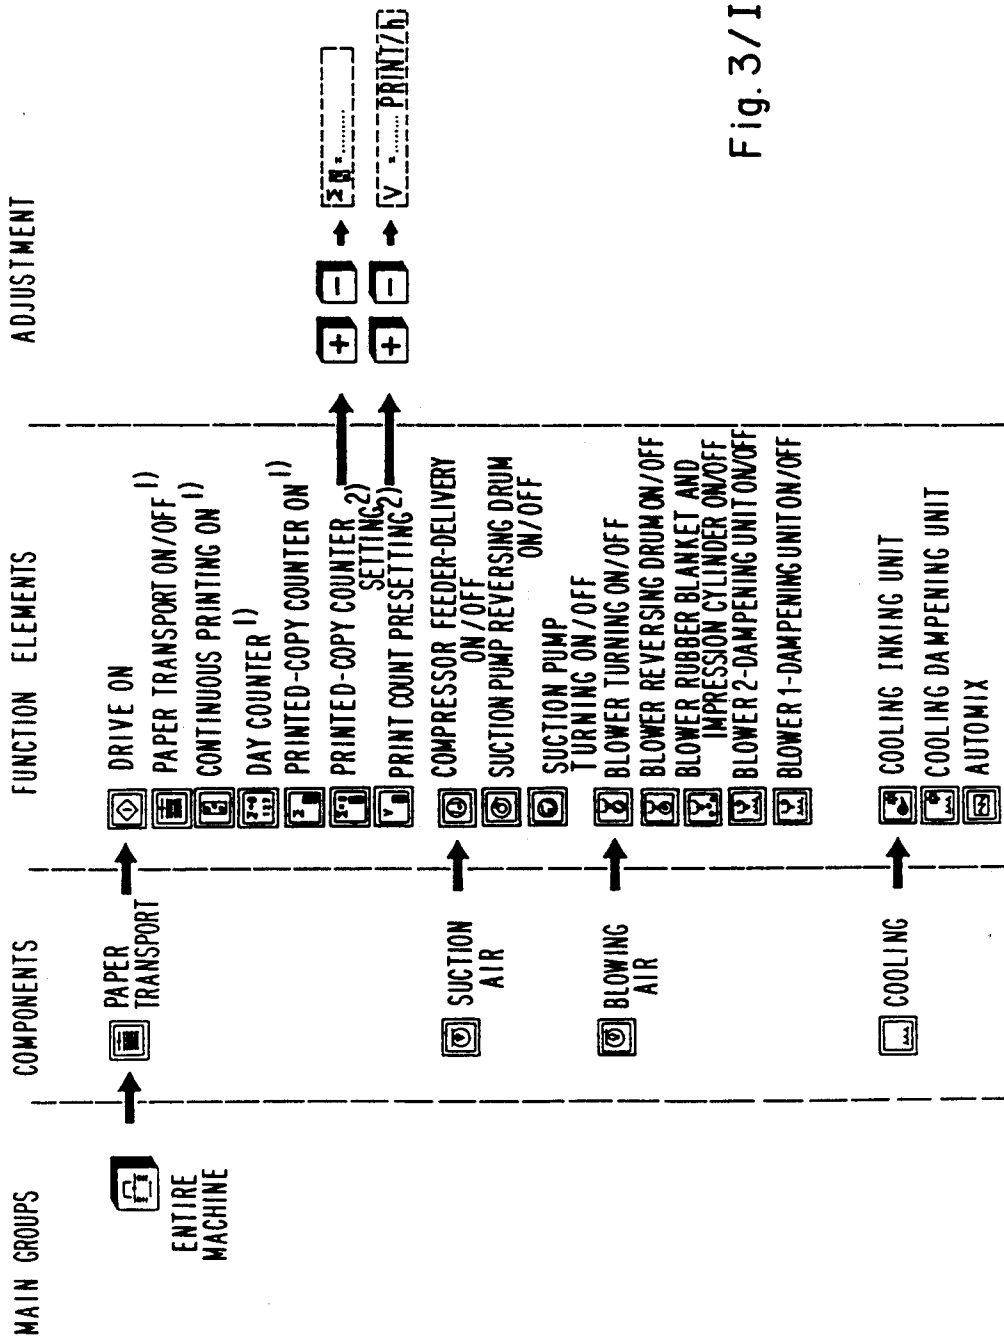 MAIN GROUPS
COMPONENTS
FUNCTION ELEMENTS
ADJUSTMENT
ENTIRE
MACHINE
PAPER
TRANSPORT
DRIVE ON
PAPER TRANSPORT ON/OFF 1)
CONTINUOUS PRINTING ON 1)
DAY COUNTER 1)
PRINTED-COPY COUNTER ON 1)
PRINTED-COPY COUNTER 2)
SETTING
PRINT COUNT PRESETTING 2)
+ -
Σ =........
+ -
V =....... PRINT/h
SUCTION
AIR
COMPRESSOR FEEDER-DELIVERY
ON/OFF
SUCTION PUMP REVERSING DRUM
ON/OFF
SUCTION PUMP
TURNING ON/OFF
BLOWING
AIR
BLOWER TURNING ON/OFF
BLOWER REVERSING DRUM ON/OFF
BLOWER RUBBER BLANKET AND
IMPRESSION CYLINDER ON/OFF
BLOWER 2-DAMPENING UNIT ON/OFF
BLOWER 1-DAMPENING UNIT ON/OFF
COOLING
COOLING INKING UNIT
COOLING DAMPENING UNIT
AUTOMIX
Fig. 3/I